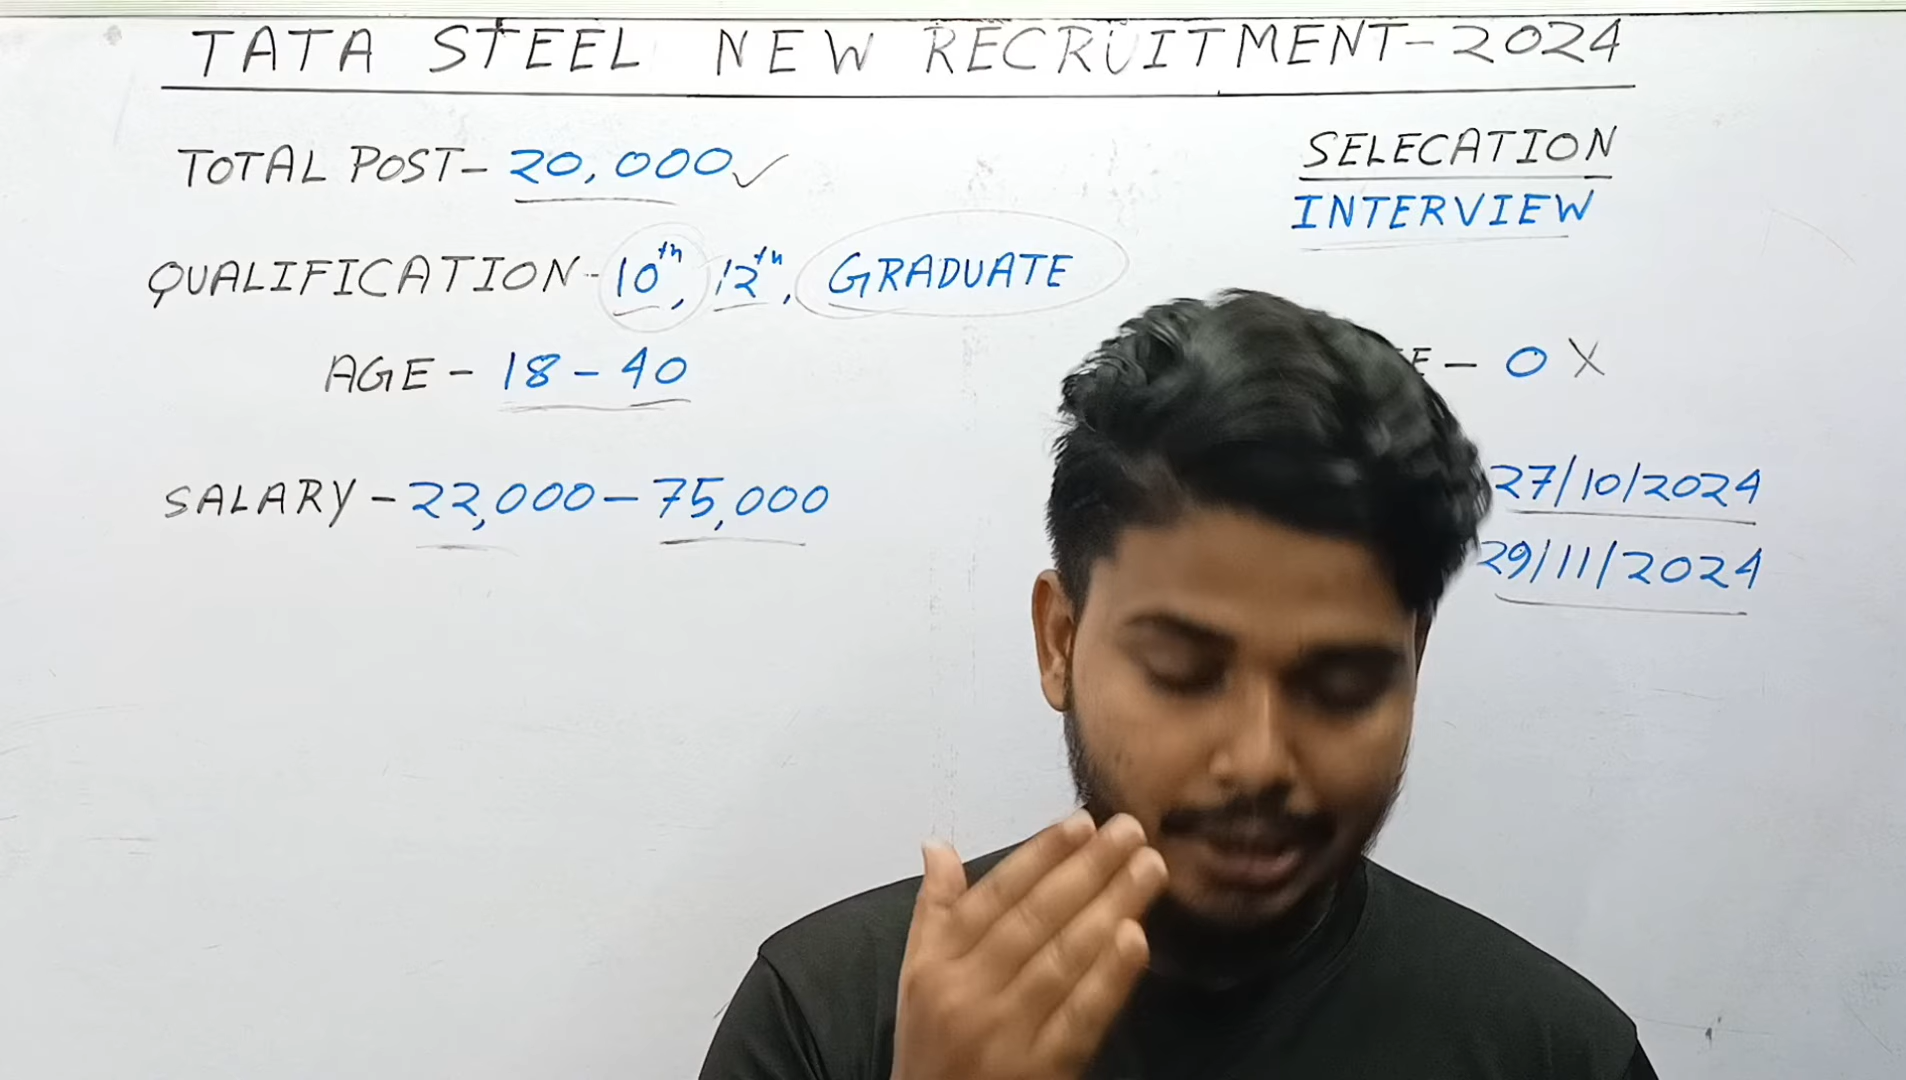 TATA STEEL NEW RECRUITMENT-2024
TOTAL POST- 20,000
QUALIFICATION-10th, 12th, GRADUATE
AGE - 18-40
SALARY -22,000-75,000
SELECATION
INTERVIEW
- 0 X
27/10/2024
29/11/2024